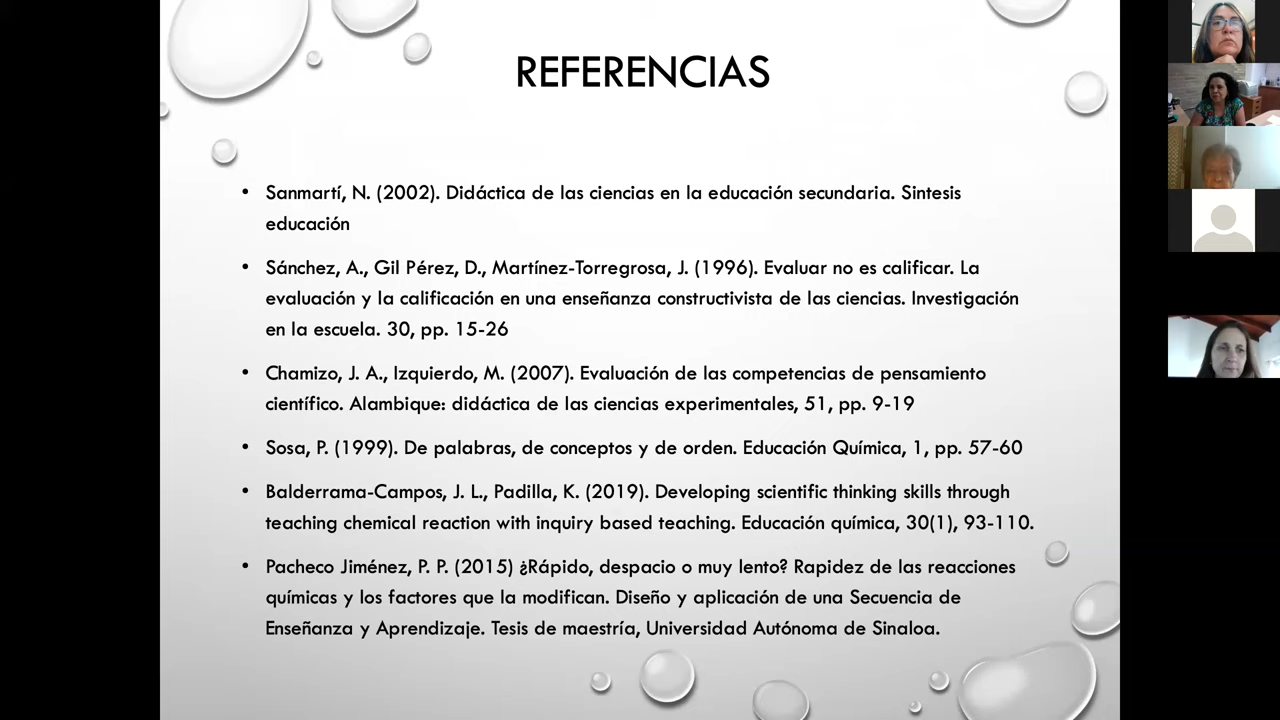 REFERENCIAS
• Sanmartí, N. (2002). Didáctica de las ciencias en la educación secundaria. Sintesis
educación
• Sánchez, A., Gil Pérez, D., Martínez-Torregrosa, J. (1996). Evaluar no es calificar. La
evaluación y la calificación en una enseñanza constructivista de las ciencias. Investigación
en la escuela. 30, pp. 15-26
• Chamizo, J. A., Izquierdo, M. (2007). Evaluación de las competencias de pensamiento
científico. Alambique: didáctica de las ciencias experimentales, 51, pp. 9-19
• Sosa, P. (1999). De palabras, de conceptos y de orden. Educación Química, 1, pp. 57-60
• Balderrama-Campos, J. L., Padilla, K. (2019). Developing scientific thinking skills through
teaching chemical reaction with inquiry based teaching. Educación química, 30(1), 93-110.
• Pacheco Jiménez, P. P. (2015) ¿Rápido, despacio o muy lento? Rapidez de las reacciones
químicas y los factores que la modifican. Diseño y aplicación de una Secuencia de
Enseñanza y Aprendizaje. Tesis de maestría, Universidad Autónoma de Sinaloa.